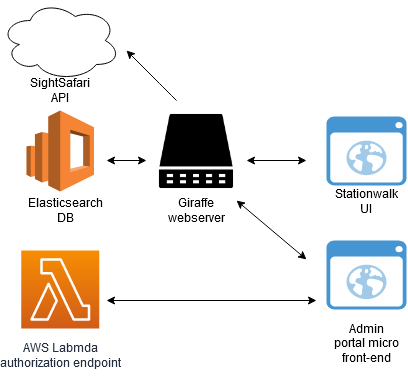 SightSafari
API
Elasticsearch
DB
Giraffe
webserver
Stationwalk
UI
AWS Labmda
authorization endpoint
Admin
portal micro
front-end